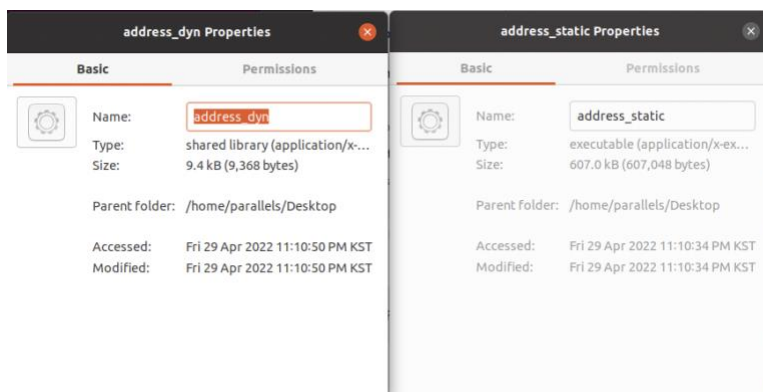 address_dyn Properties
Basic
Permissions
Name:
address_dyn
Type:
shared library (application/x-...
Size:
9.4 kB (9,368 bytes)
Parent folder:
/home/parallels/Desktop
Accessed:
Fri 29 Apr 2022 11:10:50 PM KST
Modified:
Fri 29 Apr 2022 11:10:50 PM KST
address_static Properties
Basic
Permissions
Name:
address_static
Type:
executable (application/x-ex...
Size:
607.0 kB (607,048 bytes)
Parent folder:
/home/parallels/Desktop
Accessed:
Fri 29 Apr 2022 11:10:34 PM KST
Modified:
Fri 29 Apr 2022 11:10:34 PM KST